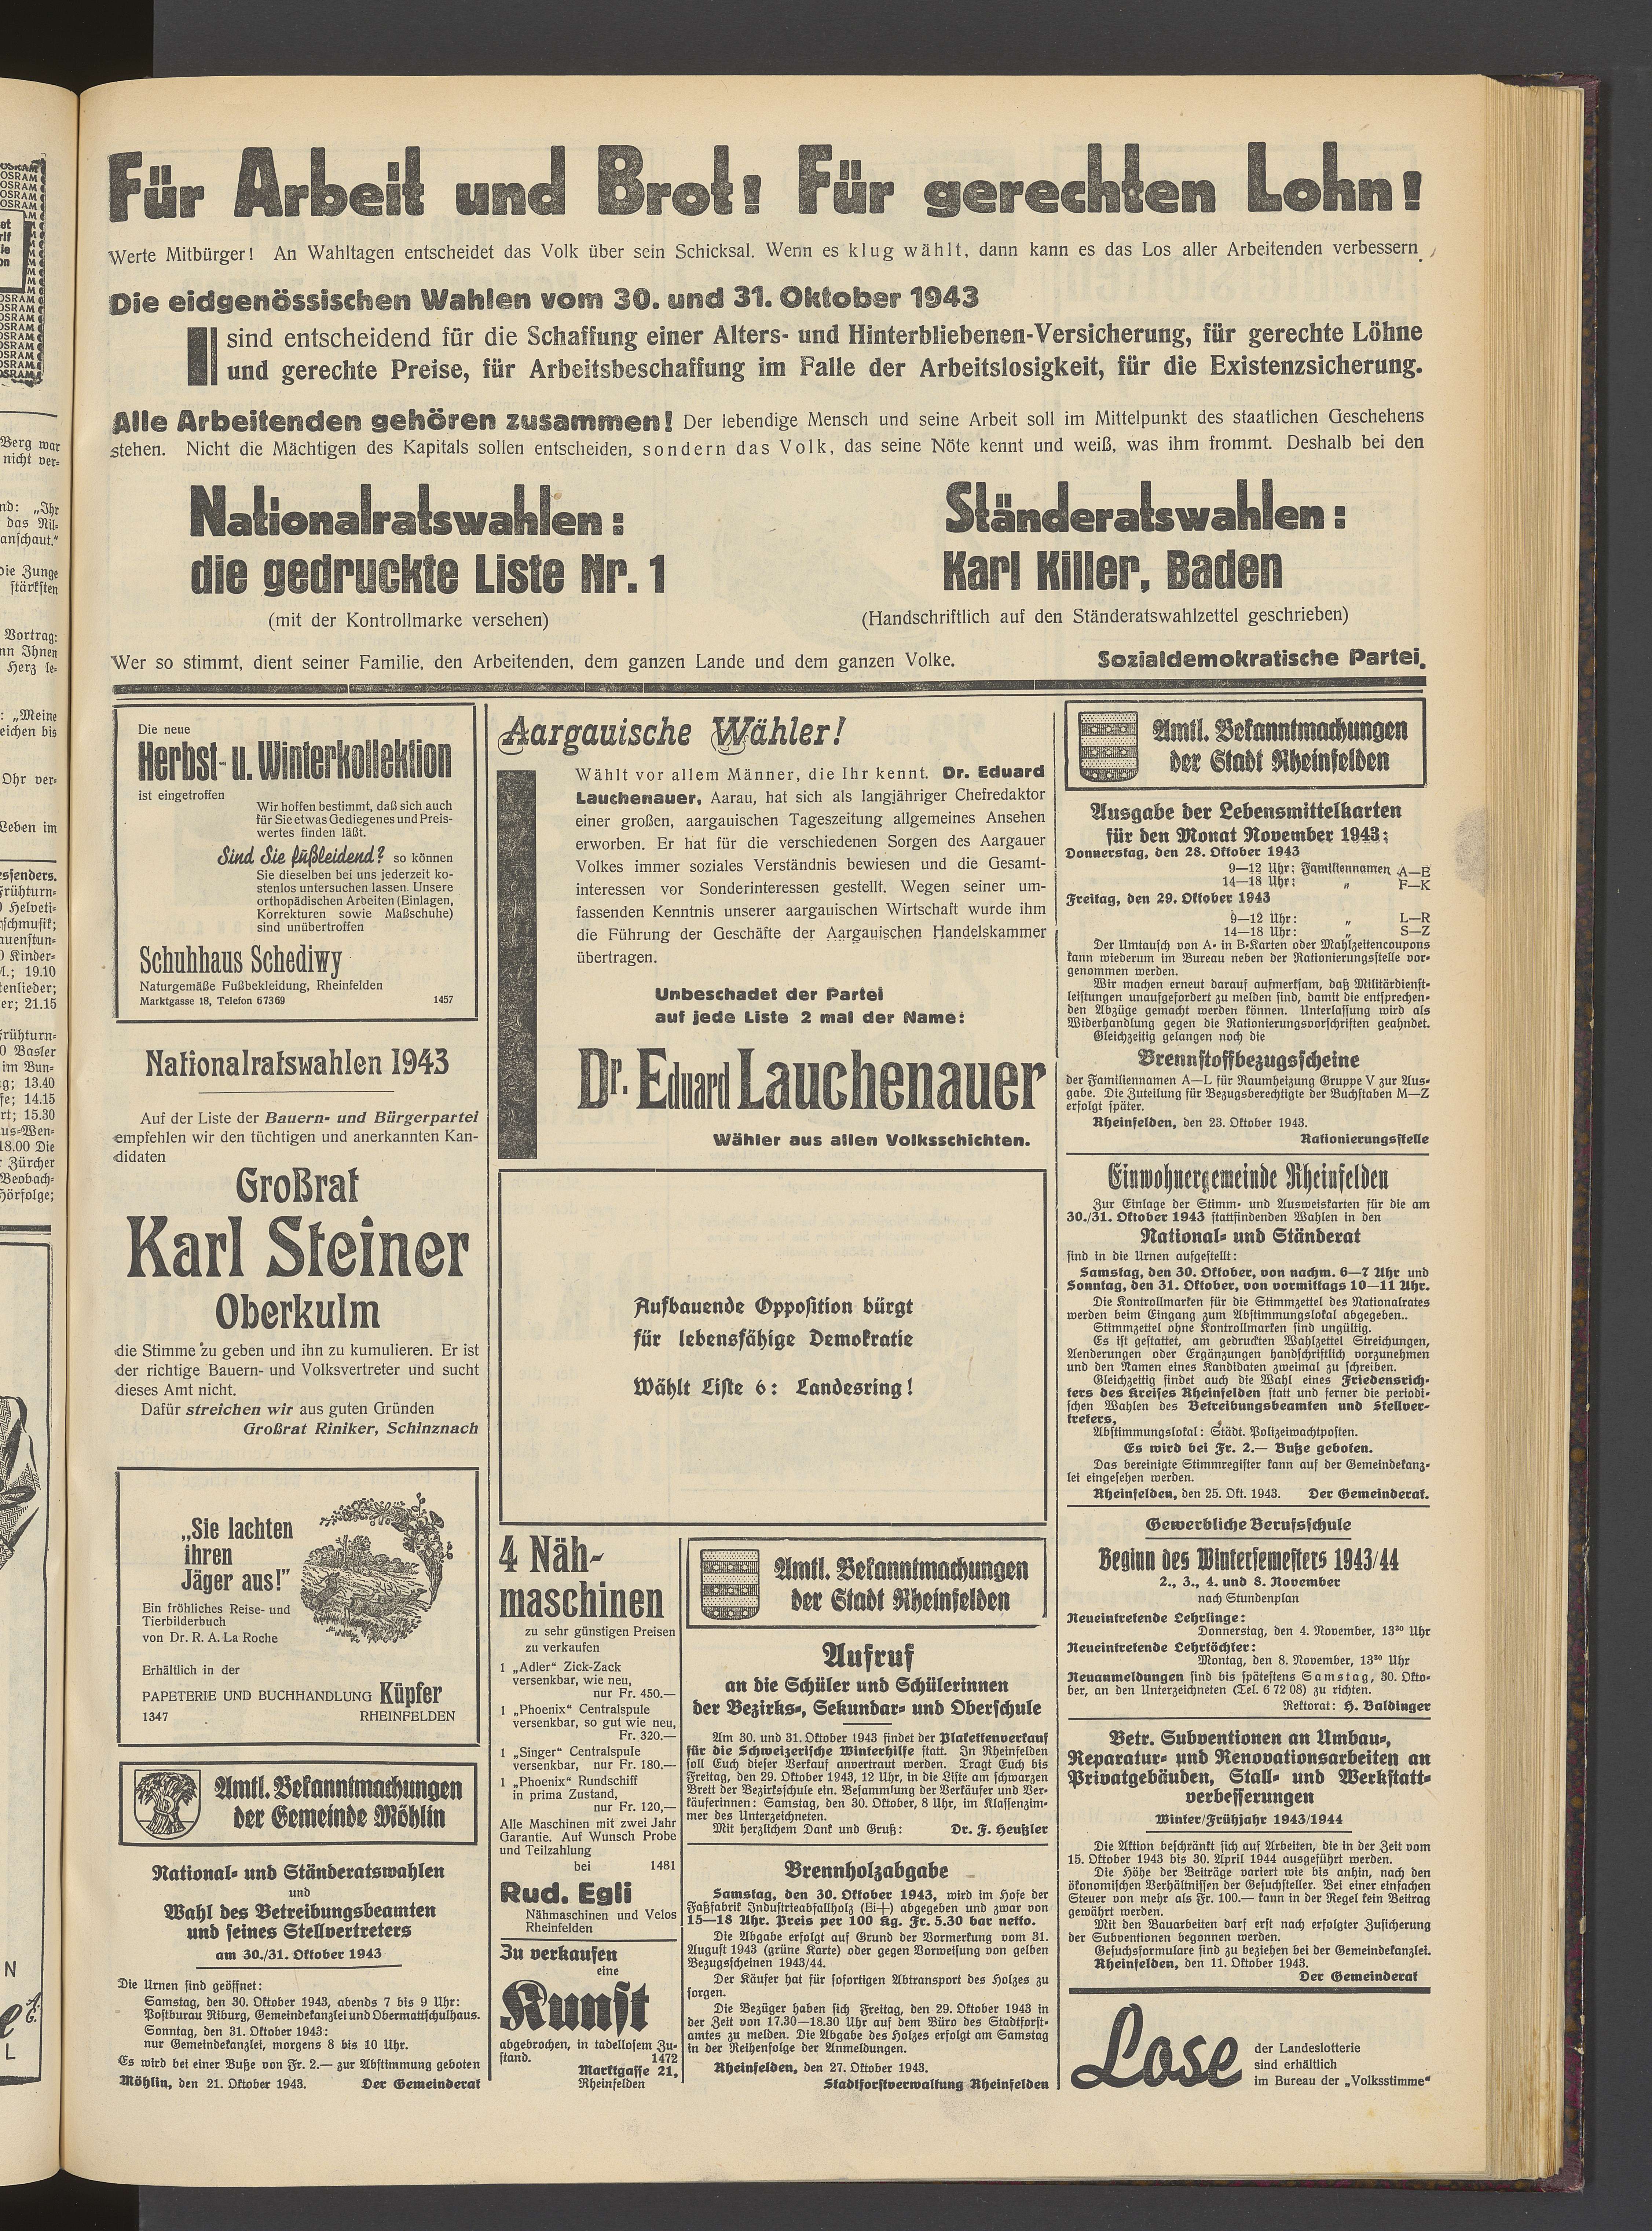 Für Arbeit und Brot! Für gerechten Lohn!
Werte Mitbürger! An Wahltagen entscheidet das Volk über sein Schicksal. Wenn es klug wählt, dann kann es das Los aller Arbeitenden verbessern.
Die eidgenössischen Wahlen vom 30. und 31. Oktober 1943
sind entscheidend für die Schaffung einer Alters- und Hinterbliebenen-Versicherung, für gerechte Löhne
und gerechte Preise, für Arbeitsbeschaffung im Falle der Arbeitslosigkeit, für die Existenzsicherung.
Alle Arbeitenden gehören zusammen! Der lebendige Mensch und seine Arbeit soll im Mittelpunkt des staatlichen Geschehens
stehen. Nicht die Mächtigen des Kapitals sollen entscheiden, sondern das Volk, das seine Nöte kennt und weiß, was ihm frommt. Deshalb bei den
Nationalratswahlen:
die gedruckte Liste Nr. 1
(mit der Kontrollmarke versehen)
Ständeratswahlen:
Karl Killer, Baden
(Handschriftlich auf den Ständeratswahlzettel geschrieben)
Wer so stimmt, dient seiner Familie, den Arbeitenden, dem ganzen Lande und dem ganzen Volke.
Sozialdemokratische Partei.
Die neue
Herbst- u. Winterkollektion
ist eingetroffen
Wir hoffen bestimmt, daß sich auch
für Sie etwas Gediegenes und Preis-
wertes finden läßt.
Sind Sie fußleidend? so können
Sie dieselben bei uns jederzeit ko-
stenlos untersuchen lassen. Unsere
orthopädischen Arbeiten (Einlagen,
Korrekturen sowie Maßschuhe)
sind unübertroffen
Schuhhaus Schediwy
Naturgemäße Fußbekleidung, Rheinfelden
Marktgasse 18, Telefon 67369 1457
Nationalratswahlen 1943
Auf der Liste der Bauern- und Bürgerpartei
empfehlen wir den tüchtigen und anerkannten Kan-
didaten
Großrat
Karl Steiner
Oberkulm
die Stimme zu geben und ihn zu kumulieren. Er ist
der richtige Bauern- und Volksvertreter und sucht
dieses Amt nicht.
Dafür streichen wir aus guten Gründen
Großrat Riniker, Schinznach
„Sie lachten
ihren
Jäger aus!"
Ein fröhliches Reise- und
Tierbilderbuch
von Dr. R. A. La Roche
Erhältlich in der
PAPETERIE UND BUCHHANDLUNG Küpfer
1347 RHEINFELDEN
Amtl. Bekanntmachungen
der Gemeinde Möhlin
National- und Ständeratswahlen
und
Wahl des Betreibungsbeamten
und seines Stellvertreters
am 30./31. Oktober 1943
Die Urnen sind geöffnet:
Samstag, den 30. Oktober 1943, abends 7 bis 9 Uhr:
Postburau Riburg, Gemeindekanzlei und Obermattschulhaus.
Sonntag, den 31. Oktober 1943:
nur Gemeindekanzlei, morgens 8 bis 10 Uhr.
Es wird bei einer Buße von Fr. 2.— zur Abstimmung geboten
Möhlin, den 21. Oktober 1943. Der Gemeinderat
Aargauische Wähler!
Wählt vor allem Männer, die Ihr kennt. Dr. Eduard
Lauchenauer, Aarau, hat sich als langjähriger Chefredaktor
einer großen, aargauischen Tageszeitung allgemeines Ansehen
erworben. Er hat für die verschiedenen Sorgen des Aargauer
Volkes immer soziales Verständnis bewiesen und die Gesamt-
interessen vor Sonderinteressen gestellt. Wegen seiner um-
fassenden Kenntnis unserer aargauischen Wirtschaft wurde ihm
die Führung der Geschäfte der Aargauischen Handelskammer
übertragen.
Unbeschadet der Partei
auf jede Liste 2 mal der Name:
Dr. Eduard Lauchenauer
Wähler aus allen Volksschichten.
Aufbauende Opposition bürgt
für lebensfähige Demokratie
Wählt Liste 6: Landesring!
4 Näh-
maschinen
zu sehr günstigen Preisen
zu verkaufen
1 „Adler" Zick-Zack
versenkbar, wie neu,
nur Fr. 450.—
1 „Phoenix" Centralspule
versenkbar, so gut wie neu,
Fr. 320.—
1 „Singer" Centralspule
versenkbar, nur Fr. 180.—
1 „Phoenix" Rundschiff
in prima Zustand,
nur Fr. 120,—
Alle Maschinen mit zwei Jahr
Garantie. Auf Wunsch Probe
und Teilzahlung
bei 1481
Rud. Egli
Nähmaschinen und Velos
Rheinfelden
Zu verkaufen
eine
Kunst
abgebrochen, in tadellosem Zu-
stand. 1472
Marktgasse 21,
Rheinfelden
Amtl. Bekanntmachungen
der Stadt Rheinfelden
Aufruf
an die Schüler und Schülerinnen
der Bezirks-, Sekundar- und Oberschule
Am 30. und 31. Oktober 1943 findet der Plakettenverkauf
für die Schweizerische Winterhilfe statt. In Rheinfelden
soll Euch dieser Verkauf anvertraut werden. Tragt Euch bis
Freitag, den 29. Oktober 1943, 12 Uhr, in die Liste am schwarzen
Brett der Bezirksschule ein. Besammlung der Verkäufer und Ver-
käuferinnen: Samstag, den 30. Oktober, 8 Uhr, im Klassenzim-
mer des Unterzeichneten.
Mit herzlichem Dank und Gruß: Dr. F. Heußler
Brennholzabgabe
Samstag, den 30. Oktober 1943, wird im Hofe der
Faßfabrik Industrieabfallholz (Bi+) abgegeben und zwar von
15—18 Uhr. Preis per 100 Kg. Fr. 5.30 bar netto.
Die Abgabe erfolgt auf Grund der Vormerkung vom 31.
August 1943 (grüne Karte) oder gegen Vorweisung von gelben
Bezugsscheinen 1943/44.
Der Käufer hat für sofortigen Abtransport des Holzes zu
sorgen.
Die Bezüger haben sich Freitag, den 29. Oktober 1943 in
der Zeit von 17.30—18.30 Uhr auf dem Büro des Stadtforst-
amtes zu melden. Die Abgabe des Holzes erfolgt am Samstag
in der Reihenfolge der Anmeldungen.
Rheinfelden, den 27. Oktober 1943.
Stadtforstverwaltung Rheinfelden
Amtl. Bekanntmachungen
der Stadt Rheinfelden
Ausgabe der Lebensmittelkarten
für den Monat November 1943:
Donnerstag, den 28. Oktober 1943
9—12 Uhr: Familiennamen A—E
14—18 Uhr: „ F—K
Freitag, den 29. Oktober 1943
9—12 Uhr: „ L—R
14—18 Uhr: „ S—Z
Der Umtausch von A- in B-Karten oder Mahlzeitencoupons
kann wiederum im Bureau neben der Rationierungsstelle vor-
genommen werden.
Wir machen erneut darauf aufmerksam, daß Militärdienst-
leistungen unaufgefordert zu melden sind, damit die entsprechen-
den Abzüge gemacht werden können. Unterlassung wird als
Widerhandlung gegen die Rationierungsvorschriften geahndet.
Gleichzeitig gelangen noch die
Brennstoffbezugsscheine
der Familiennamen A—L für Raumheizung Gruppe V zur Aus-
gabe. Die Zuteilung für Bezugsberechtigte der Buchstaben M—Z
erfolgt später.
Rheinfelden, den 23. Oktober 1943.
Rationierungsstelle
Einwohnergemeinde Rheinfelden
Zur Einlage der Stimm- und Ausweiskarten für die am
30./31. Oktober 1943 stattfindenden Wahlen in den
National- und Ständerat
sind in die Urnen aufgestellt:
Samstag, den 30. Oktober, von nachm. 6—7 Uhr und
Sonntag, den 31. Oktober, von vormittags 10—11 Uhr.
Die Kontrollmarken für die Stimmzettel des Nationalrates
werden beim Eingang zum Abstimmungslokal abgegeben..
Stimmzettel ohne Kontrollmarken sind ungültig.
Es ist gestattet, am gedruckten Wahlzettel Streichungen,
Aenderungen oder Ergänzungen handschriftlich vorzunehmen
und den Namen eines Kandidaten zweimal zu schreiben.
Gleichzeitig findet auch die Wahl eines Friedensrich-
ters des Kreises Rheinfelden statt und ferner die periodi-
schen Wahlen des Betreibungsbeamten und Stellver-
treters,
Abstimmungslokal: Städt. Polizeiwachtposten.
Es wird bei Fr. 2.— Buße geboten.
Das bereinigte Stimmregister kann auf der Gemeindekanz-
lei eingesehen werden.
Rheinfelden, den 25. Okt. 1943. Der Gemeinderat.
Gewerbliche Berufsschule
Beginn des Wintersemesters 1943/44
2., 3., 4. und 8. November
nach Stundenplan
Neueintretende Lehrlinge:
Donnerstag, den 4. November, 13³⁰ Uhr
Neueintretende Lehrtöchter:
Montag, den 8. November, 13³⁰ Uhr
Neuanmeldungen sind bis spätestens Samstag, 30. Okto-
ber, an den Unterzeichneten (Tel. 6 72 08) zu richten.
Rektorat: H. Baldinger
Betr. Subventionen an Umbau-,
Reparatur- und Renovationsarbeiten an
Privatgebäuden, Stall- und Werkstatt-
verbesserungen
Winter/Frühjahr 1943/1944
Die Aktion beschränkt sich auf Arbeiten, die in der Zeit vom
15. Oktober 1943 bis 30. April 1944 ausgeführt werden.
Die Höhe der Beiträge variert wie bis anhin, nach den
ökonomischen Verhältnissen der Gesuchsteller. Bei einer einfachen
Steuer von mehr als Fr. 100.— kann in der Regel kein Beitrag
gewährt werden.
Mit den Bauarbeiten darf erst nach erfolgter Zusicherung
der Subventionen begonnen werden.
Gesuchsformulare sind zu beziehen bei der Gemeindekanzlei.
Rheinfelden, den 11. Oktober 1943.
Der Gemeinderat
Lose
der Landeslotterie
sind erhältlich
im Bureau der „Volksstimme"